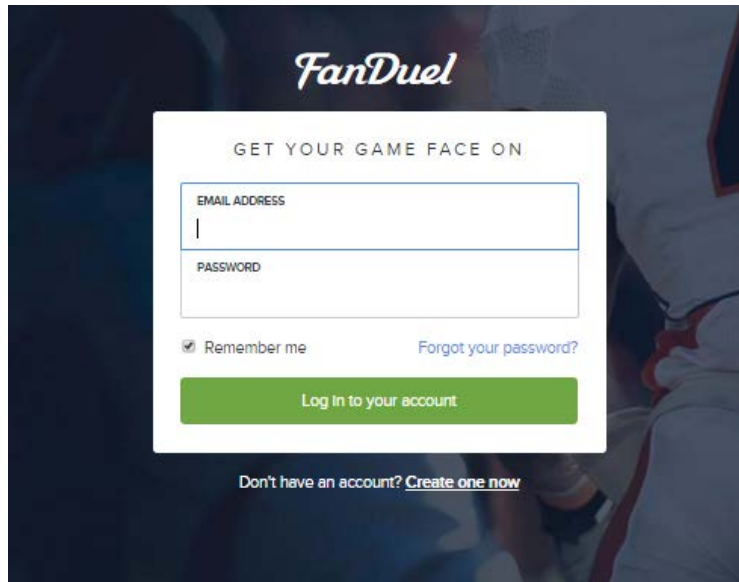 FanDuel
GET YOUR GAME FACE ON
EMAIL ADDRESS
PASSWORD
Remember me Forgot your password?
Log in to your account
Don't have an account? Create one now